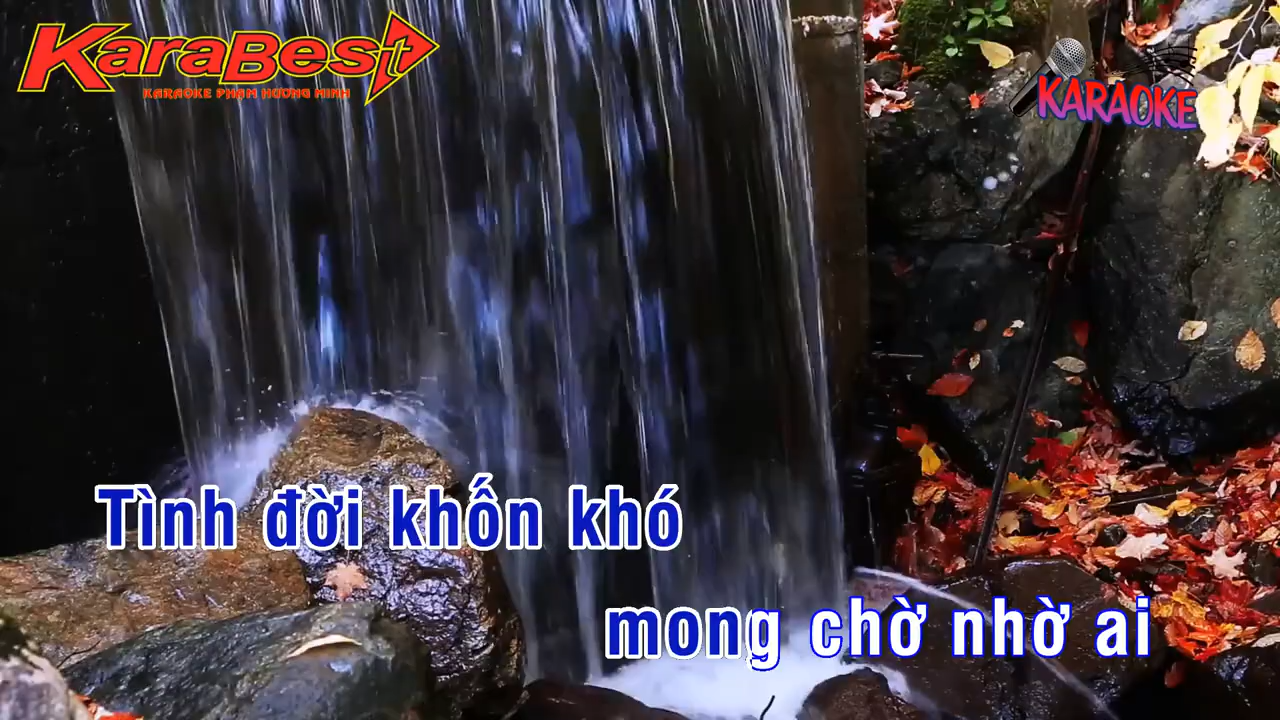 KaraBest
KARAOKE PHẠM HƯƠNG MINH
KARAOKE
Tình đời khốn khó
mong chờ nhờ ai